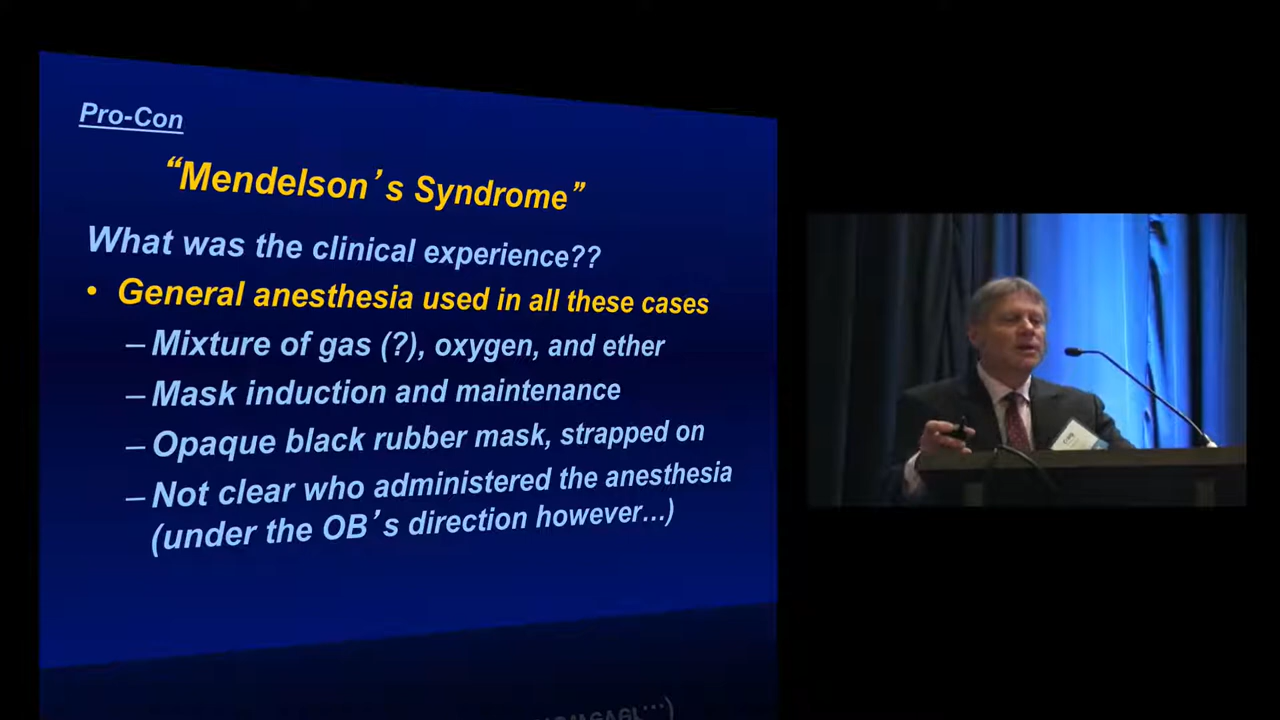 Pro-Con
“Mendelson’s Syndrome”
What was the clinical experience??
• General anesthesia used in all these cases
– Mixture of gas (?), oxygen, and ether
– Mask induction and maintenance
– Opaque black rubber mask, strapped on
– Not clear who administered the anesthesia
(under the OB’s direction however…)